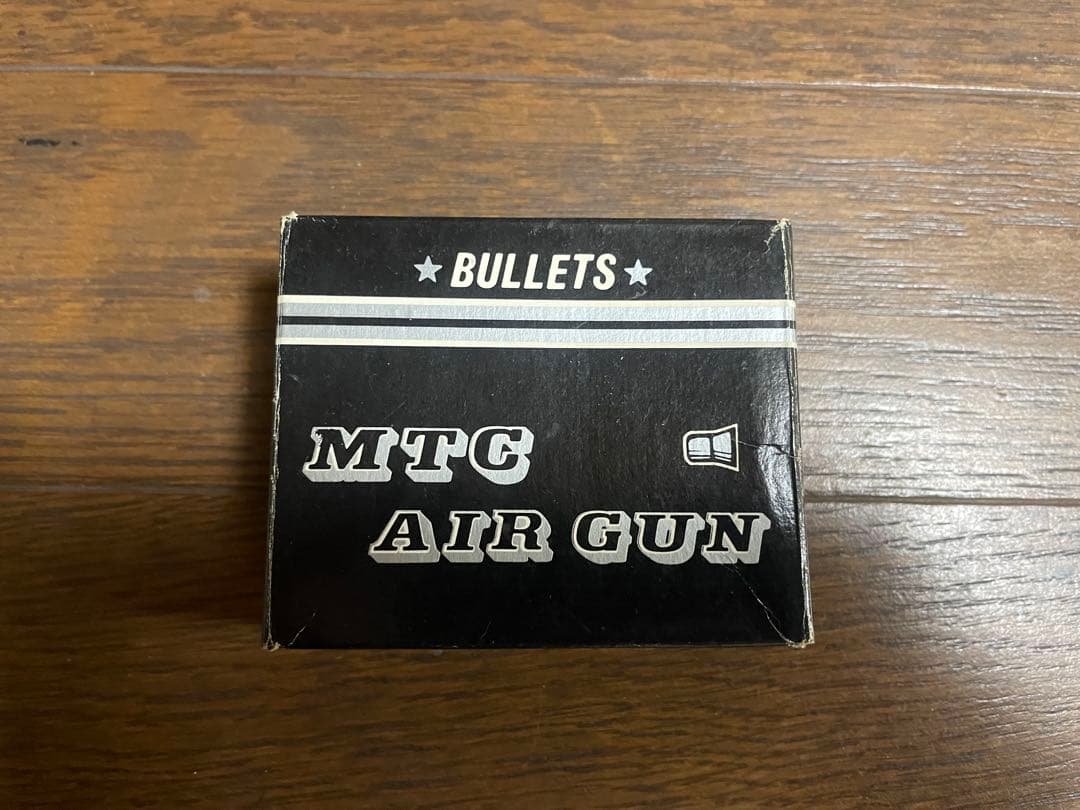 ★ BULLETS ★
MTC
AIR GUN